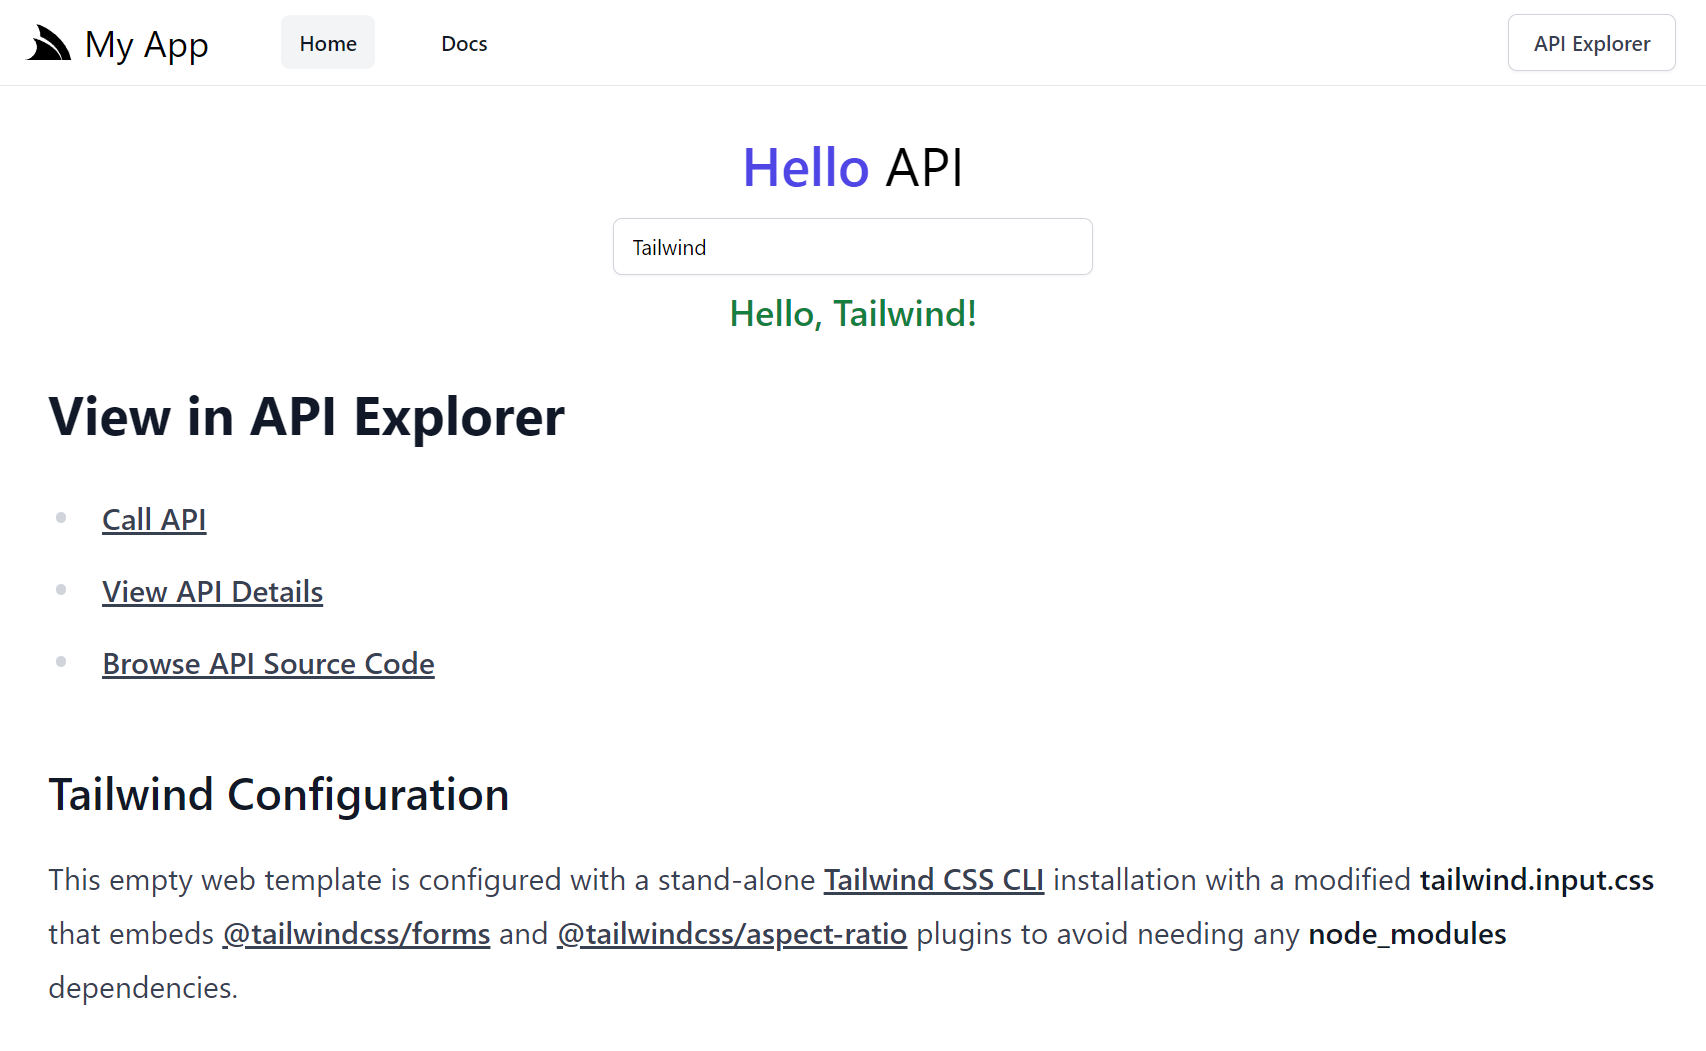 My App
Home
Docs
API Explorer
Hello API
Tailwind
Hello, Tailwind!
View in API Explorer
Call API
View API Details
Browse API Source Code
Tailwind Configuration
This empty web template is configured with a stand-alone Tailwind CSS CLI installation with a modified tailwind.input.css
that embeds @tailwindcss/forms and @tailwindcss/aspect-ratio plugins to avoid needing any node_modules
dependencies.